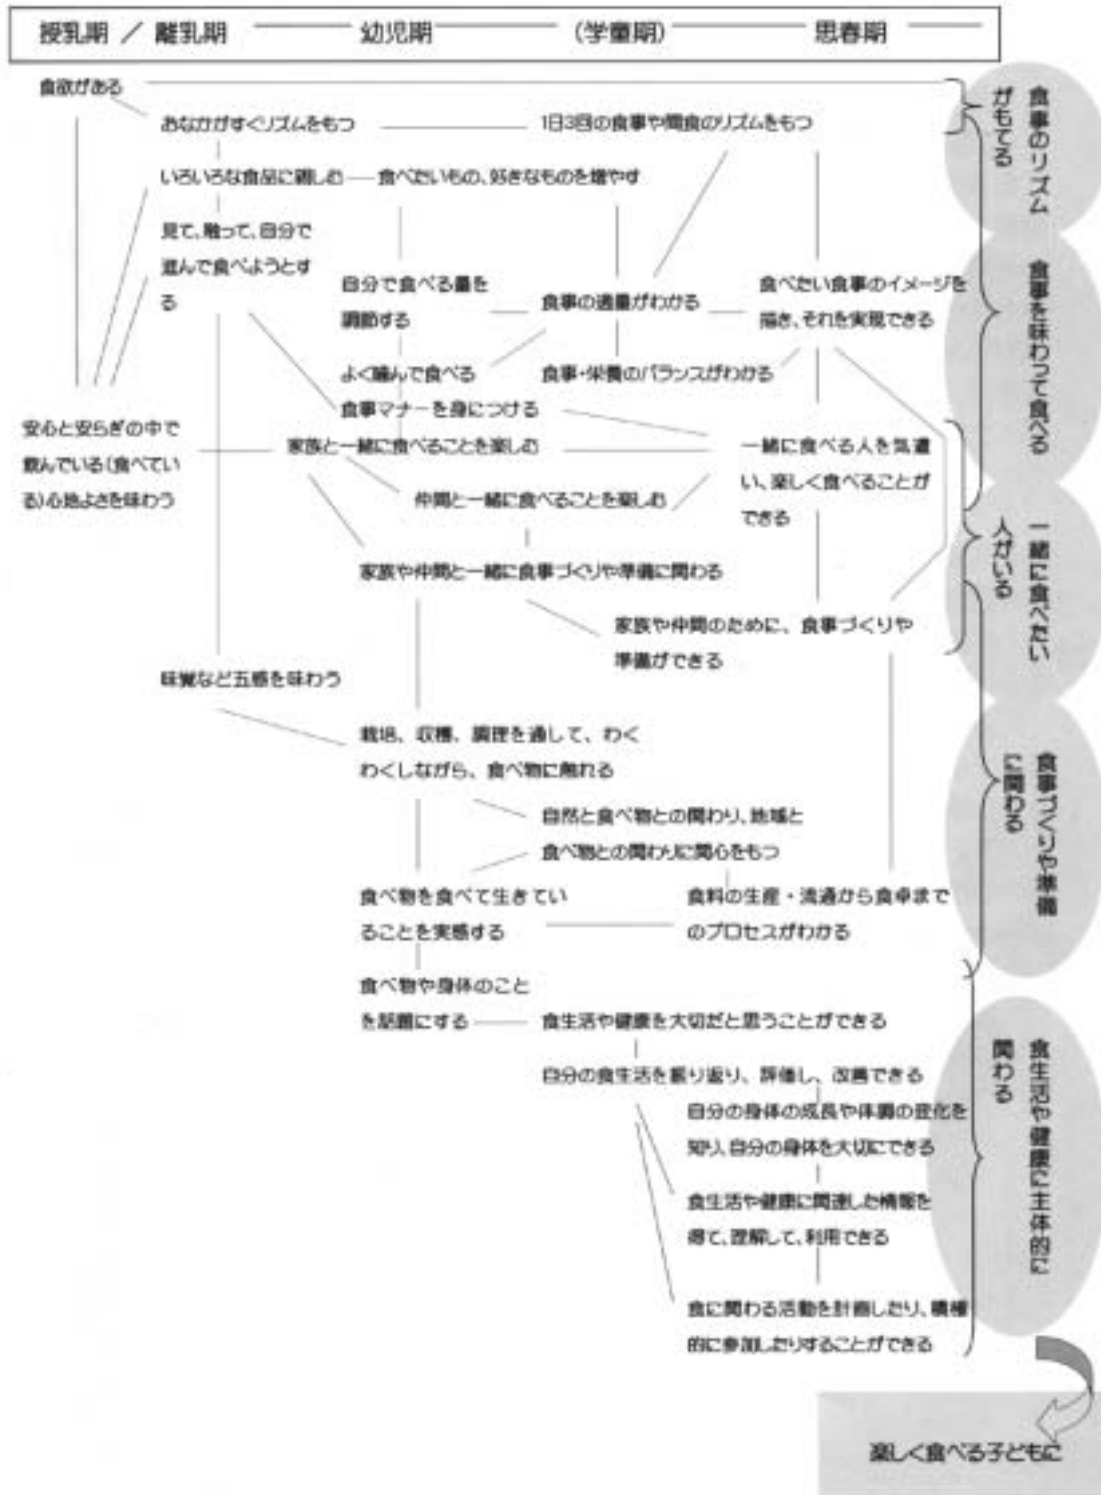 授乳期 / 離乳期 幼児期 (学童期) 思春期
食欲がある
おなかがすくリズムをもつ
1日3回の食事や間食のリズムをもつ
いろいろな食品に親しむ
食べたいもの、好きなものを増やす
見て、触って、自分で
進んで食べようとす
る
自分で食べる量を
調節する
食事の適量がわかる
食べたい食事のイメージを
描き、それを実現できる
よく噛んで食べる
食事・栄養のバランスがわかる
食事マナーを身につける
安心と安らぎの中で
飲んでいる(食べてい
る)心地よさを味わう
家族と一緒に食べることを楽しむ
一緒に食べる人を気遣
い、楽しく食べることが
できる
仲間と一緒に食べることを楽しむ
家族や仲間と一緒に食事づくりや準備に関わる
家族や仲間のために、食事づくりや
準備ができる
味覚など五感を味わう
栽培、収穫、調理を通して、わく
わくしながら、食べ物に触れる
自然と食べ物との関わり、地域と
食べ物との関わりに関心をもつ
食べ物を食べて生きてい
ることを実感する
食料の生産・流通から食卓まで
のプロセスがわかる
食べ物や身体のこと
を話題にする
食生活や健康を大切だと思うことができる
自分の食生活を振り返り、評価し、改善できる
自分の身体の成長や体調の変化を
知り、自分の身体を大切にできる
食生活や健康に関連した情報を
得て、理解して、利用できる
食に関わる活動を計画したり、積極
的に参加したりすることができる
食事のリズム
がもてる
食事を味わって食べる
一緒に食べたい
人がいる
食事づくりや準備
に関わる
食生活や健康に主体的に
関わる
楽しく食べる子どもに